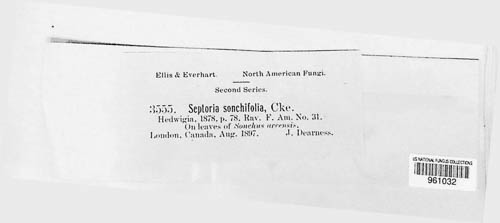 Ellis & Everhart. North American Fungi.
Second Series.
3555. Septoria sonchifolia, Cke.
Hedwigia, 1878, p. 78, Rav. F. Am. No. 31.
On leaves of Sonchus arvensis.
London, Canada, Aug. 1897. J. Dearness.
US NATIONAL FUNGUS COLLECTIONS
961032